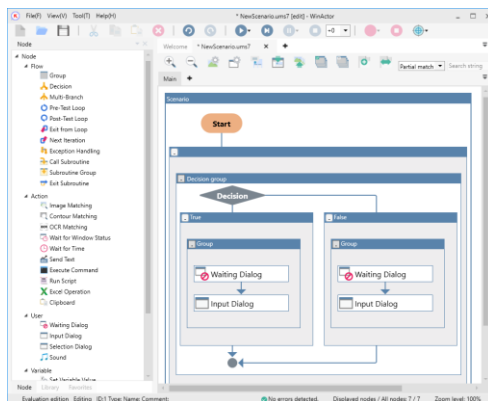 File(F) View(V) Tool(T) Help(H)
* NewScenario.ums7 [edit] - WinActor
Node
Welcome * NewScenario.ums7
Partial match Search string
Main
Node
Flow
Group
Decision
Multi-Branch
Pre-Test Loop
Post-Test Loop
Exit from Loop
Next Iteration
Exception Handling
Call Subroutine
Subroutine Group
Exit Subroutine
Action
Image Matching
Contour Matching
OCR Matching
Wait for Window Status
Wait for Time
Send Text
Execute Command
Run Script
Excel Operation
Clipboard
User
Waiting Dialog
Input Dialog
Selection Dialog
Sound
Variable
Set Variable Value
Scenario
Start
Decision group
Decision
True
False
Group
Group
Waiting Dialog
Waiting Dialog
Input Dialog
Input Dialog
Node Library Favorites
Evaluation edition Editing ID:1 Type: Name: Comment:
No errors detected. Displayed nodes / All nodes: 7 / 7 Zoom level: 100%